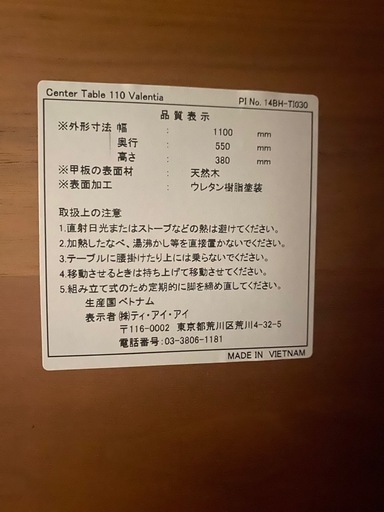 Center Table 110 Valentia
PI No. 14BH-TI030
品質表示
※外形寸法 幅 : 1100 mm
奥行 : 550 mm
高さ : 380 mm
※甲板の表面材 : 天然木
※表面加工 : ウレタン樹脂塗装
取扱上の注意
1.直射日光またはストーブなどの熱は避けてください。
2.加熱したなべ、湯沸かし等を直接置かないでください。
3.テーブルに腰掛けたり上には乗らないでください。
4.移動させるときは持ち上げて移動させてください。
5.組み立て式のため定期的に脚を締め直してください。
生産国ベトナム
表示者 ㈱ティ・アイ・アイ
〒116-0002 東京都荒川区荒川4-32-5
電話番号:03-3806-1181
MADE IN VIETNAM